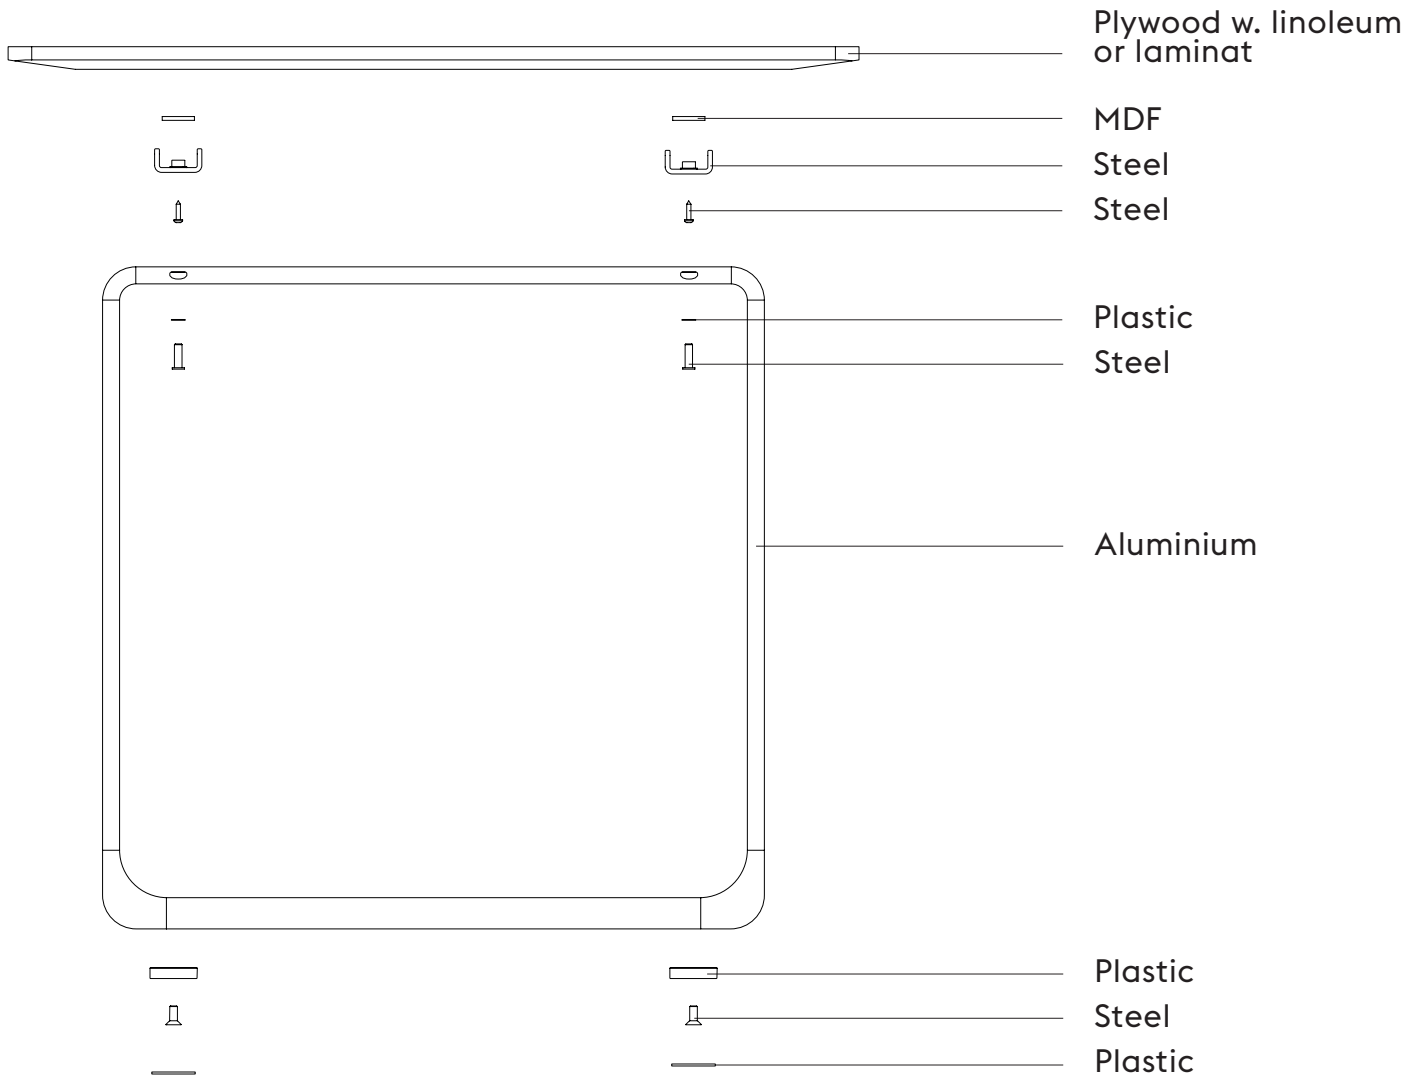 Plywood w. linoleum
or laminat
MDF
Steel
Steel
Plastic
Steel
Aluminium
Plastic
Steel
Plastic